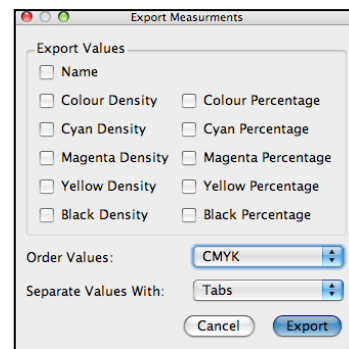 Export Measurments
Export Values
Name
Colour Density Colour Percentage
Cyan Density Cyan Percentage
Magenta Density Magenta Percentage
Yellow Density Yellow Percentage
Black Density Black Percentage
Order Values: CMYK
Separate Values With: Tabs
Cancel Export